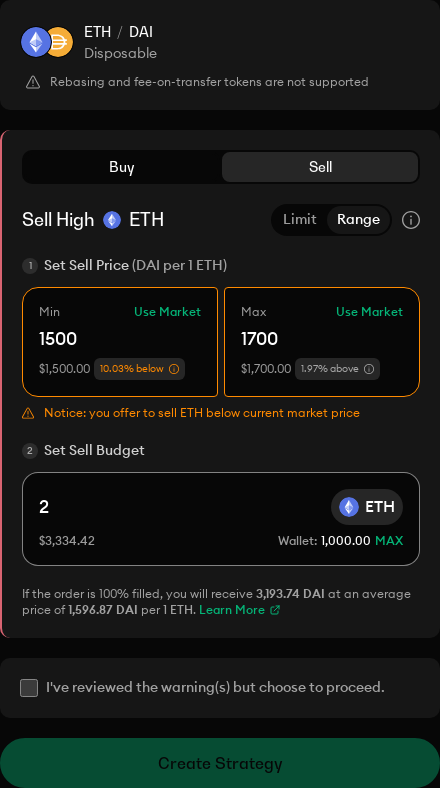 ETH / DAI
Disposable
Rebasing and fee-on-transfer tokens are not supported
Buy Sell
Sell High ETH Limit Range
1 Set Sell Price (DAI per 1 ETH)
Min Use Market Max Use Market
1500 1700
$1,500.00 10.03% below $1,700.00 1.97% above
Notice: you offer to sell ETH below current market price
2 Set Sell Budget
2 ETH
$3,334.42 Wallet: 1,000.00 MAX
If the order is 100% filled, you will receive 3,193.74 DAI at an average
price of 1,596.87 DAI per 1 ETH. Learn More
I've reviewed the warning(s) but choose to proceed.
Create Strategy